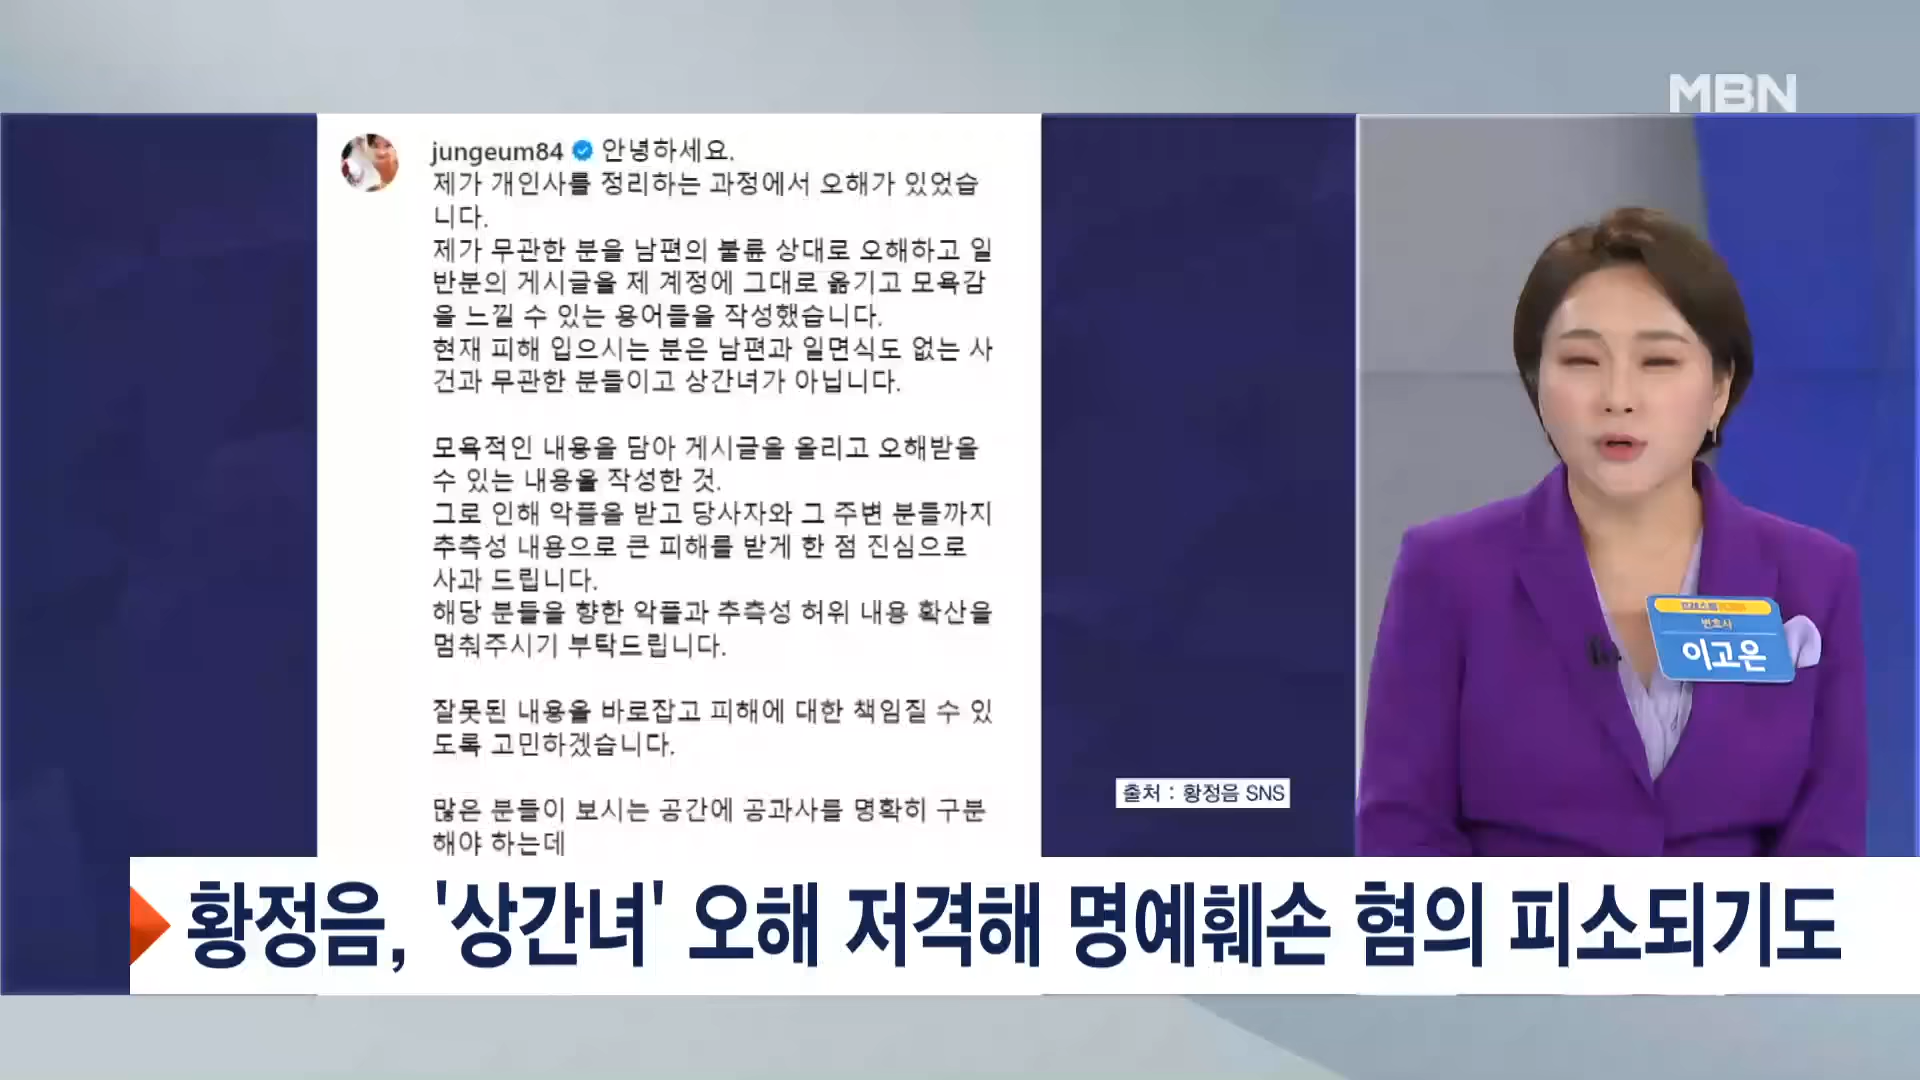 MBN
jungeum84 안녕하세요.
제가 개인사를 정리하는 과정에서 오해가 있었습
니다.
제가 무관한 분을 남편의 불륜 상대로 오해하고 일
반분의 게시글을 제 계정에 그대로 옮기고 모욕감
을 느낄 수 있는 용어들을 작성했습니다.
현재 피해 입으시는 분은 남편과 일면식도 없는 사
건과 무관한 분들이고 상간녀가 아닙니다.
모욕적인 내용을 담아 게시글을 올리고 오해받을
수 있는 내용을 작성한 것.
그로 인해 악플을 받고 당사자와 그 주변 분들까지
추측성 내용으로 큰 피해를 받게 한 점 진심으로
사과 드립니다.
해당 분들을 향한 악플과 추측성 허위 내용 확산을
멈춰주시기 부탁드립니다.
잘못된 내용을 바로잡고 피해에 대한 책임질 수 있
도록 고민하겠습니다.
많은 분들이 보시는 공간에 공과사를 명확히 구분
해야 하는데
출처 : 황정음 SNS
변호사
이고은
황정음, '상간녀' 오해 저격해 명예훼손 혐의 피소되기도